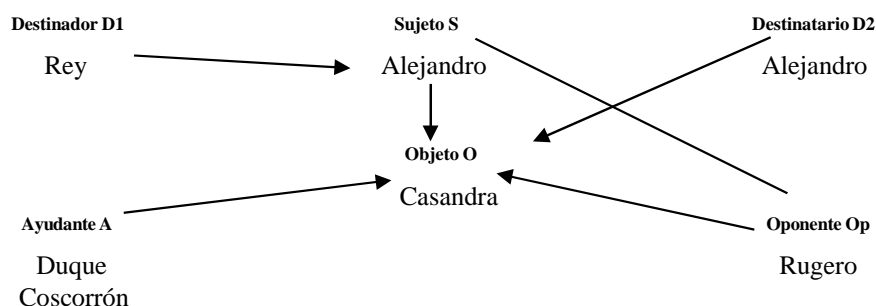 Destinador D1
Sujeto S
Destinatario D2
Rey
Alejandro
Alejandro
Objeto O
Casandra
Ayudante A
Oponente Op
Duque
Rugero
Coscorrón